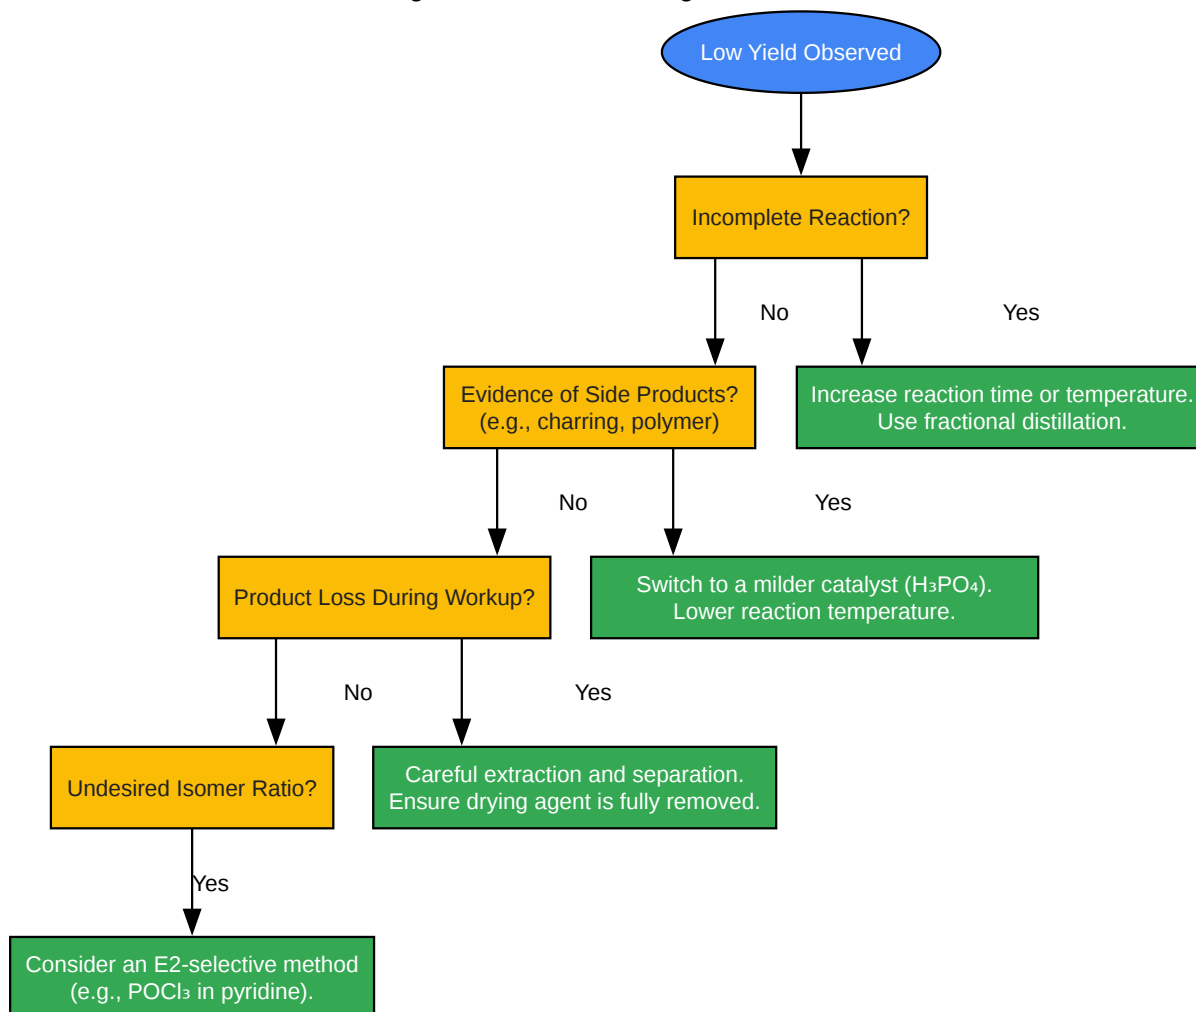 Low Yield Observed
Incomplete Reaction?
No
Yes
Evidence of Side Products?
(e.g., charring, polymer)
Increase reaction time or temperature.
Use fractional distillation.
No
Yes
Product Loss During Workup?
Switch to a milder catalyst (H₃PO₄).
Lower reaction temperature.
No
Yes
Undesired Isomer Ratio?
Careful extraction and separation.
Ensure drying agent is fully removed.
Yes
Consider an E2-selective method
(e.g., POCl₃ in pyridine).